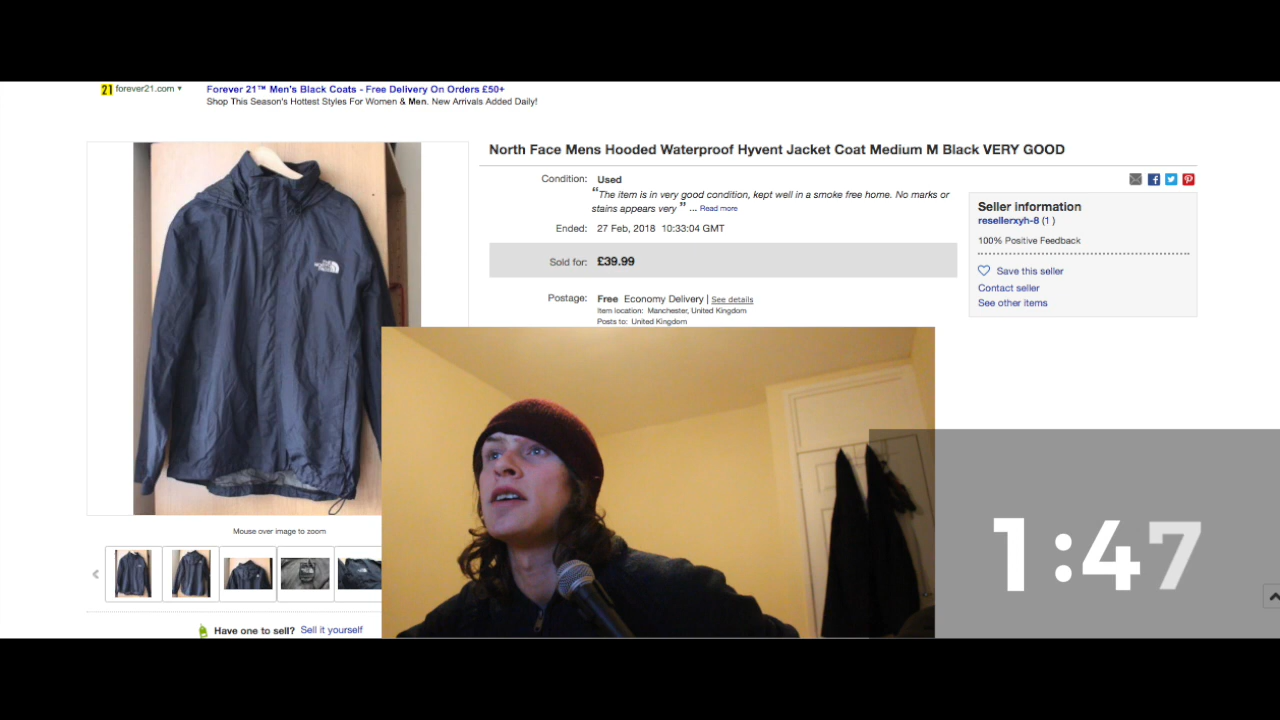 21 forever21.com
Forever 21™ Men's Black Coats - Free Delivery On Orders £50+
Shop This Season's Hottest Styles For Women & Men. New Arrivals Added Daily!
North Face Mens Hooded Waterproof Hyvent Jacket Coat Medium M Black VERY GOOD
Condition: Used
"The item is in very good condition, kept well in a smoke free home. No marks or
stains appears very " ... Read more
Ended: 27 Feb, 2018 10:33:04 GMT
Sold for: £39.99
Postage: Free Economy Delivery | See details
Item location: Manchester, United Kingdom
Posts to: United Kingdom
Seller information
resellerxyh-8 (1 )
100% Positive Feedback
Save this seller
Contact seller
See other items
THE
NORTH
FACE
Mouse over image to zoom
Have one to sell? Sell it yourself
1:47